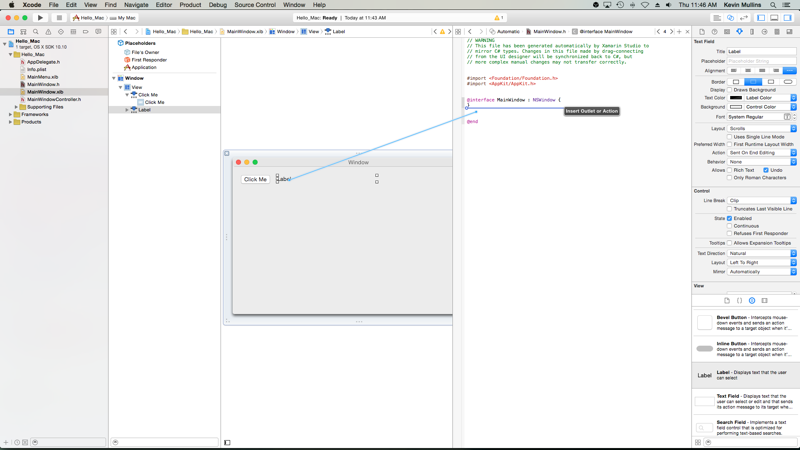 Xcode File Edit View Find Navigate Editor Product Debug Source Control Window Help
Thu 11:46 AM Kevin Mullins
Hello_Mac My Mac
Hello_Mac: Ready | Today at 11:43 AM
1
Hello_Mac
1 target, OS X SDK 10.10
Hello_Mac
AppDelegate.h
Info.plist
MainMenu.xib
MainWindow.h
MainWindow.xib
MainWindowController.h
Supporting Files
Frameworks
Products
Hello_Mac
MainWindow.xib
MainWindow.xib
Window
View
Label
Placeholders
File's Owner
First Responder
Application
Window
View
Click Me
Click Me
Label
Window
Click Me
Label
Automatic
MainWindow.h
@interface MainWindow
4
// WARNING
// This file has been generated automatically by Xamarin Studio to
// mirror C# types. Changes in this file made by drag-connecting
// from the UI designer will be synchronized back to C#, but
// more complex manual changes may not transfer correctly.
#import <Foundation/Foundation.h>
#import <AppKit/AppKit.h>
@interface MainWindow : NSWindow {
}
Insert Outlet or Action
@end
Text Field
Title Label
Placeholder Placeholder String
Alignment
Border
Display Draws Background
Text Color Label Color
Background Control Color
Font System Regular
Layout Scrolls
Uses Single Line Mode
Preferred Width First Runtime Layout Width
Action Sent On End Editing
Behavior None
Allows Rich Text Undo
Only Roman Characters
Control
Line Break Clip
Truncates Last Visible Line
State Enabled
Continuous
Refuses First Responder
Tooltips Allows Expansion Tooltips
Text Direction Natural
Layout Left To Right
Mirror Automatically
View
Bevel Button - Intercepts mouse-
down events and sends an action
message to a target object when it'...
Inline Button - Intercepts mouse-
down events and sends an action
message to a target object when it'...
Label
Label - Displays text that the user
can select
Text Field - Displays text that the
user can select or edit and that sends
its action message to its target whe...
Search Field - Implements a text
field control that is optimized for
performing text-based searches.